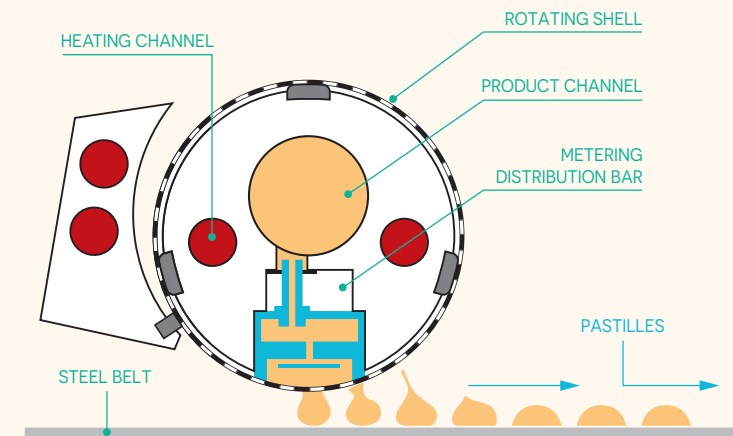 ROTATING SHELL
HEATING CHANNEL
PRODUCT CHANNEL
METERING
DISTRIBUTION BAR
PASTILLES
STEEL BELT